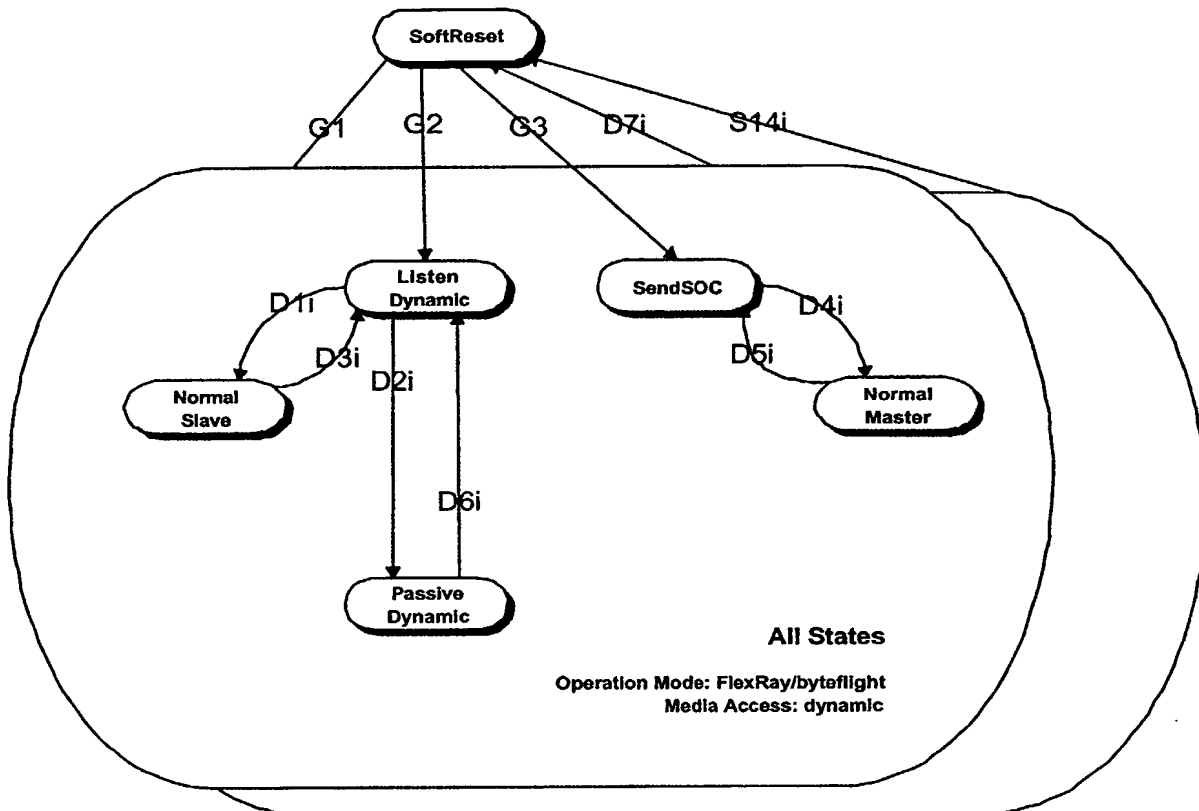 SoftReset
G1
G2
G3
D7i
S14i
Listen
Dynamic
SendSOC
D1i
D4i
D3i
D2i
D5i
Normal
Slave
Normal
Master
D6i
Passive
Dynamic
All States
Operation Mode: FlexRay/byteflight
Media Access: dynamic